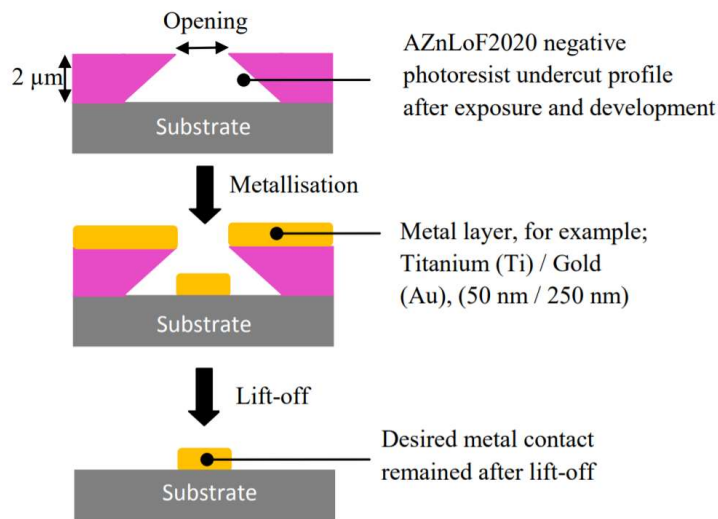 Opening
2 µm
AZnLoF2020 negative
photoresist undercut profile
after exposure and development
Substrate
Metallisation
Metal layer, for example;
Titanium (Ti) / Gold
(Au), (50 nm / 250 nm)
Substrate
Lift-off
Desired metal contact
remained after lift-off
Substrate